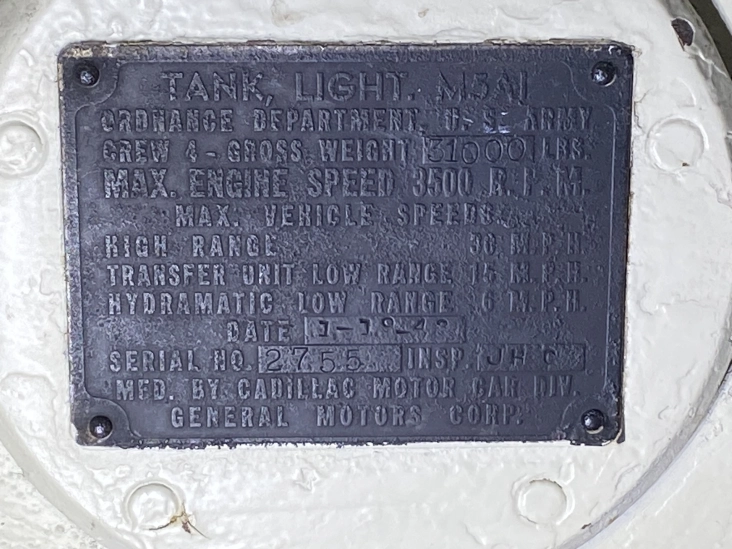 TANK, LIGHT. M5A1
ORDNANCE DEPARTMENT, U. S. ARMY
CREW 4 - GROSS WEIGHT 31000 LBS.
MAX. ENGINE SPEED 3500 R.P.M.
MAX. VEHICLE SPEEDS
HIGH RANGE M.P.H.
TRANSFER UNIT LOW RANGE 15 M.P.H.
HYDRAMATIC LOW RANGE 6 M.P.H.
DATE
SERIAL NO. 2755 INSP.
MFD. BY CADILLAC MOTOR CAR DIV.
GENERAL MOTORS CORP.